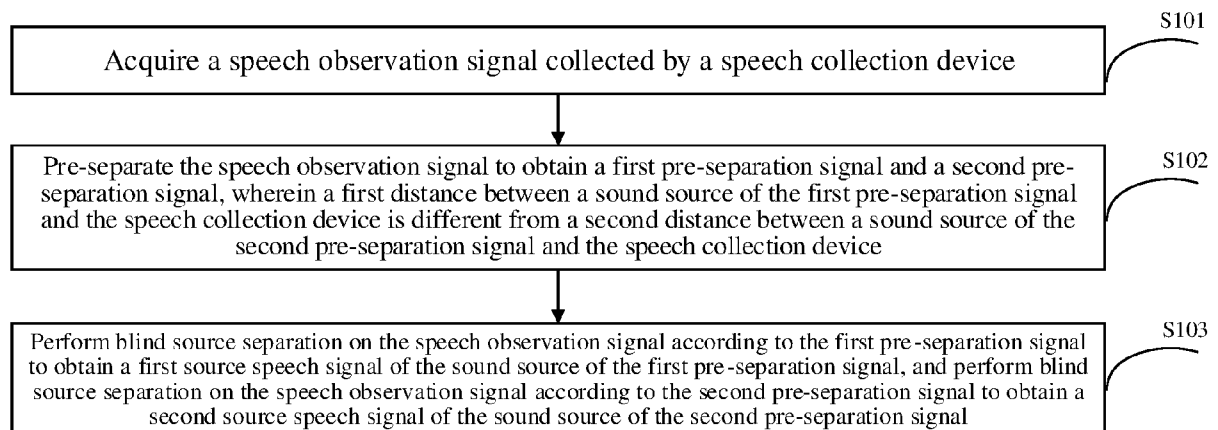 S101
Acquire a speech observation signal collected by a speech collection device
S102
Pre-separate the speech observation signal to obtain a first pre-separation signal and a second pre-
separation signal, wherein a first distance between a sound source of the first pre-separation signal
and the speech collection device is different from a second distance between a sound source of the
second pre-separation signal and the speech collection device
S103
Perform blind source separation on the speech observation signal according to the first pre-separation signal
to obtain a first source speech signal of the sound source of the first pre-separation signal, and perform blind
source separation on the speech observation signal according to the second pre-separation signal to obtain a
second source speech signal of the sound source of the second pre-separation signal